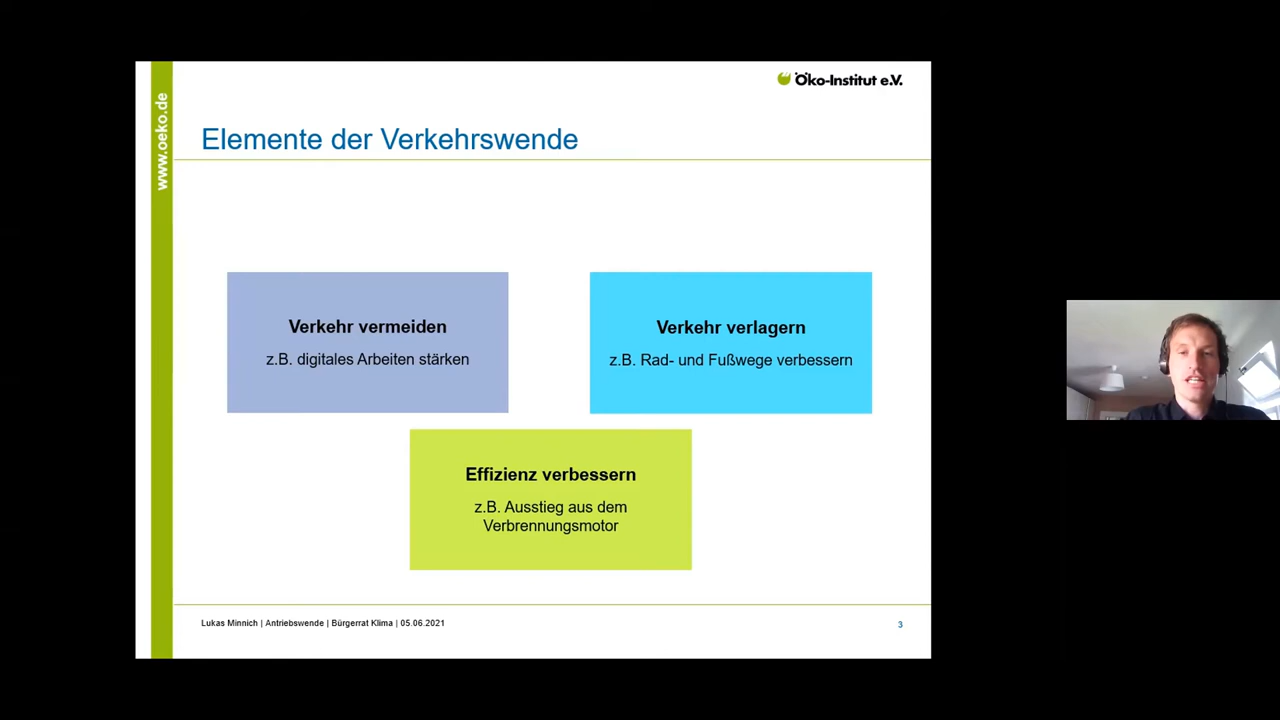 www.oeko.de
Öko-Institut e.V.
Elemente der Verkehrswende
Verkehr vermeiden
z.B. digitales Arbeiten stärken
Verkehr verlagern
z.B. Rad- und Fußwege verbessern
Effizienz verbessern
z.B. Ausstieg aus dem
Verbrennungsmotor
Lukas Minnich | Antriebswende | Bürgerrat Klima | 05.06.2021
3